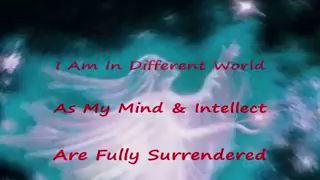 I Am In Different World
As My Mind & Intellect
Are Fully Surrendered